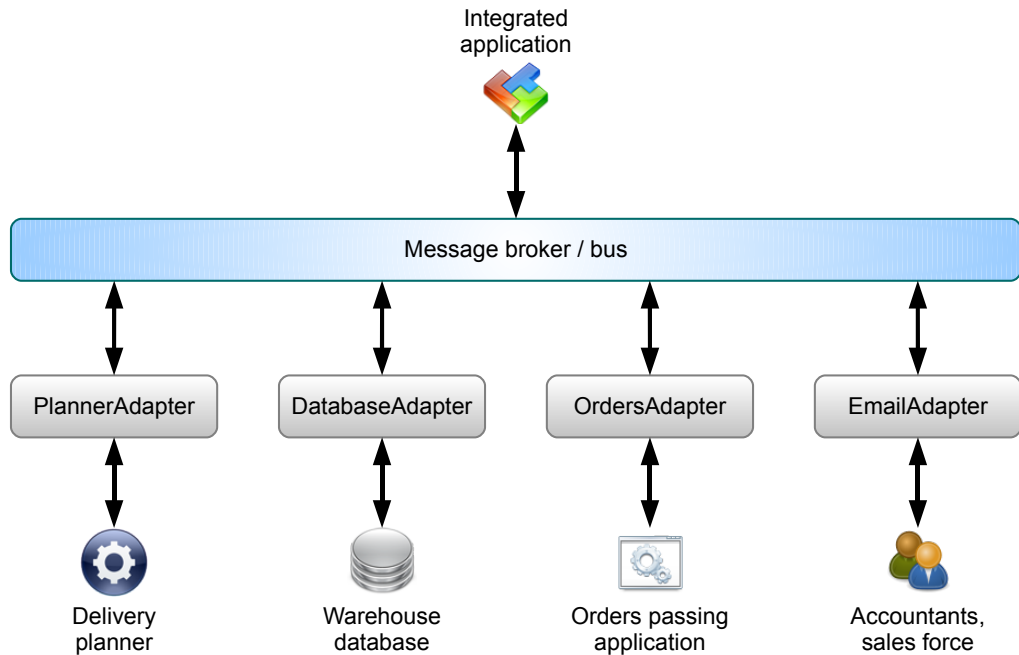 Integrated
application
Message broker / bus
PlannerAdapter
DatabaseAdapter
OrdersAdapter
EmailAdapter
Delivery
planner
Warehouse
database
Orders passing
application
Accountants,
sales force